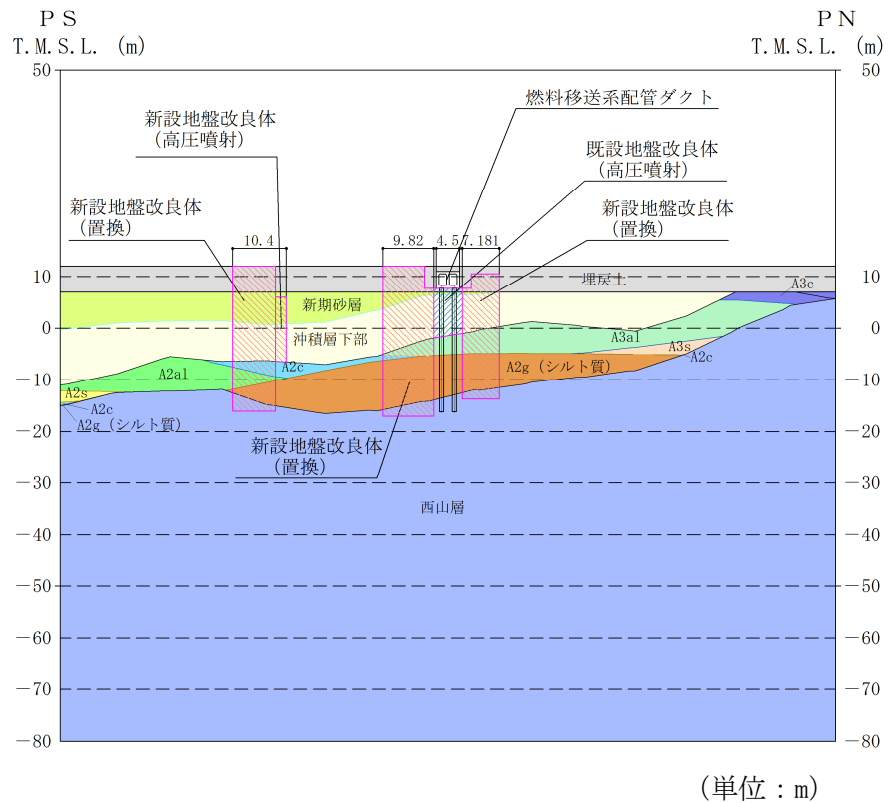 PS
PN
T.M.S.L. (m)
T.M.S.L. (m)
50
50
燃料移送系配管ダクト
新設地盤改良体
(高圧噴射)
既設地盤改良体
(高圧噴射)
新設地盤改良体
(置換)
新設地盤改良体
(置換)
10.4
9.82
4.5
7.181
10
埋戻土
A3c
10
新期砂層
0
沖積層下部
A3al
0
A3s
A2c
A2al
A2c
A2g(シルト質)
-10
-10
A2s
A2c
A2g(シルト質)
-20
-20
新設地盤改良体
(置換)
-30
-30
西山層
-40
-40
-50
-50
-60
-60
-70
-70
-80
-80
(単位:m)